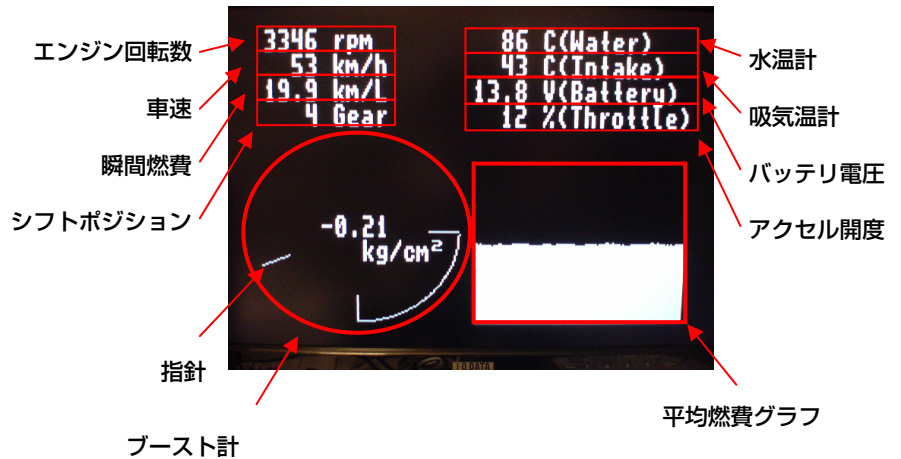 エンジン回転数
車速
瞬間燃費
シフトポジション
3346 rpm
53 km/h
19.9 km/L
4 Gear
86 C(Water)
43 C(Intake)
13.8 V(Battery)
12 %(Throttle)
水温計
吸気温計
バッテリ電圧
アクセル開度
-0.21
kg/cm²
I-O DATA
指針
ブースト計
平均燃費グラフ